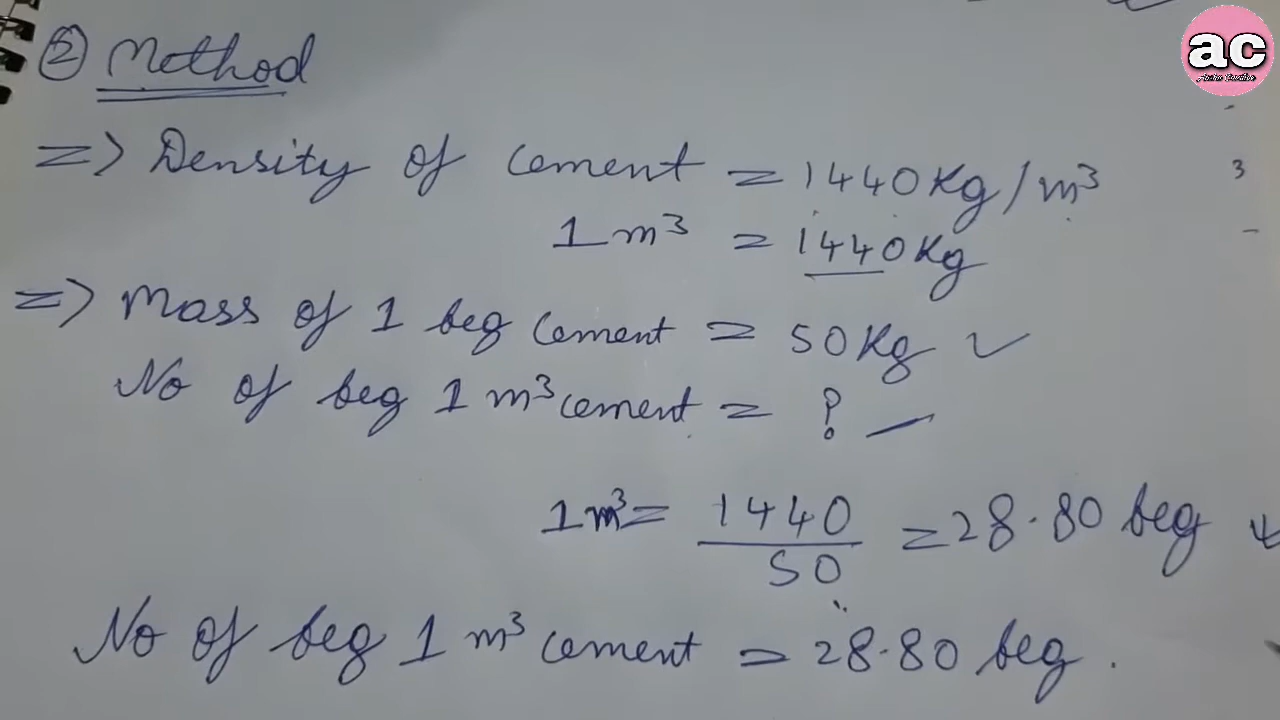 ac
② Method
=> Density of cement = 1440 Kg/m³
1 m³ = 1440 Kg
=> Mass of 1 beg cement = 50 Kg ✓
No of beg 1 m³ cement = ?
1 m³ = 1440/50 = 28.80 beg
No of beg 1 m³ cement = 28.80 beg.